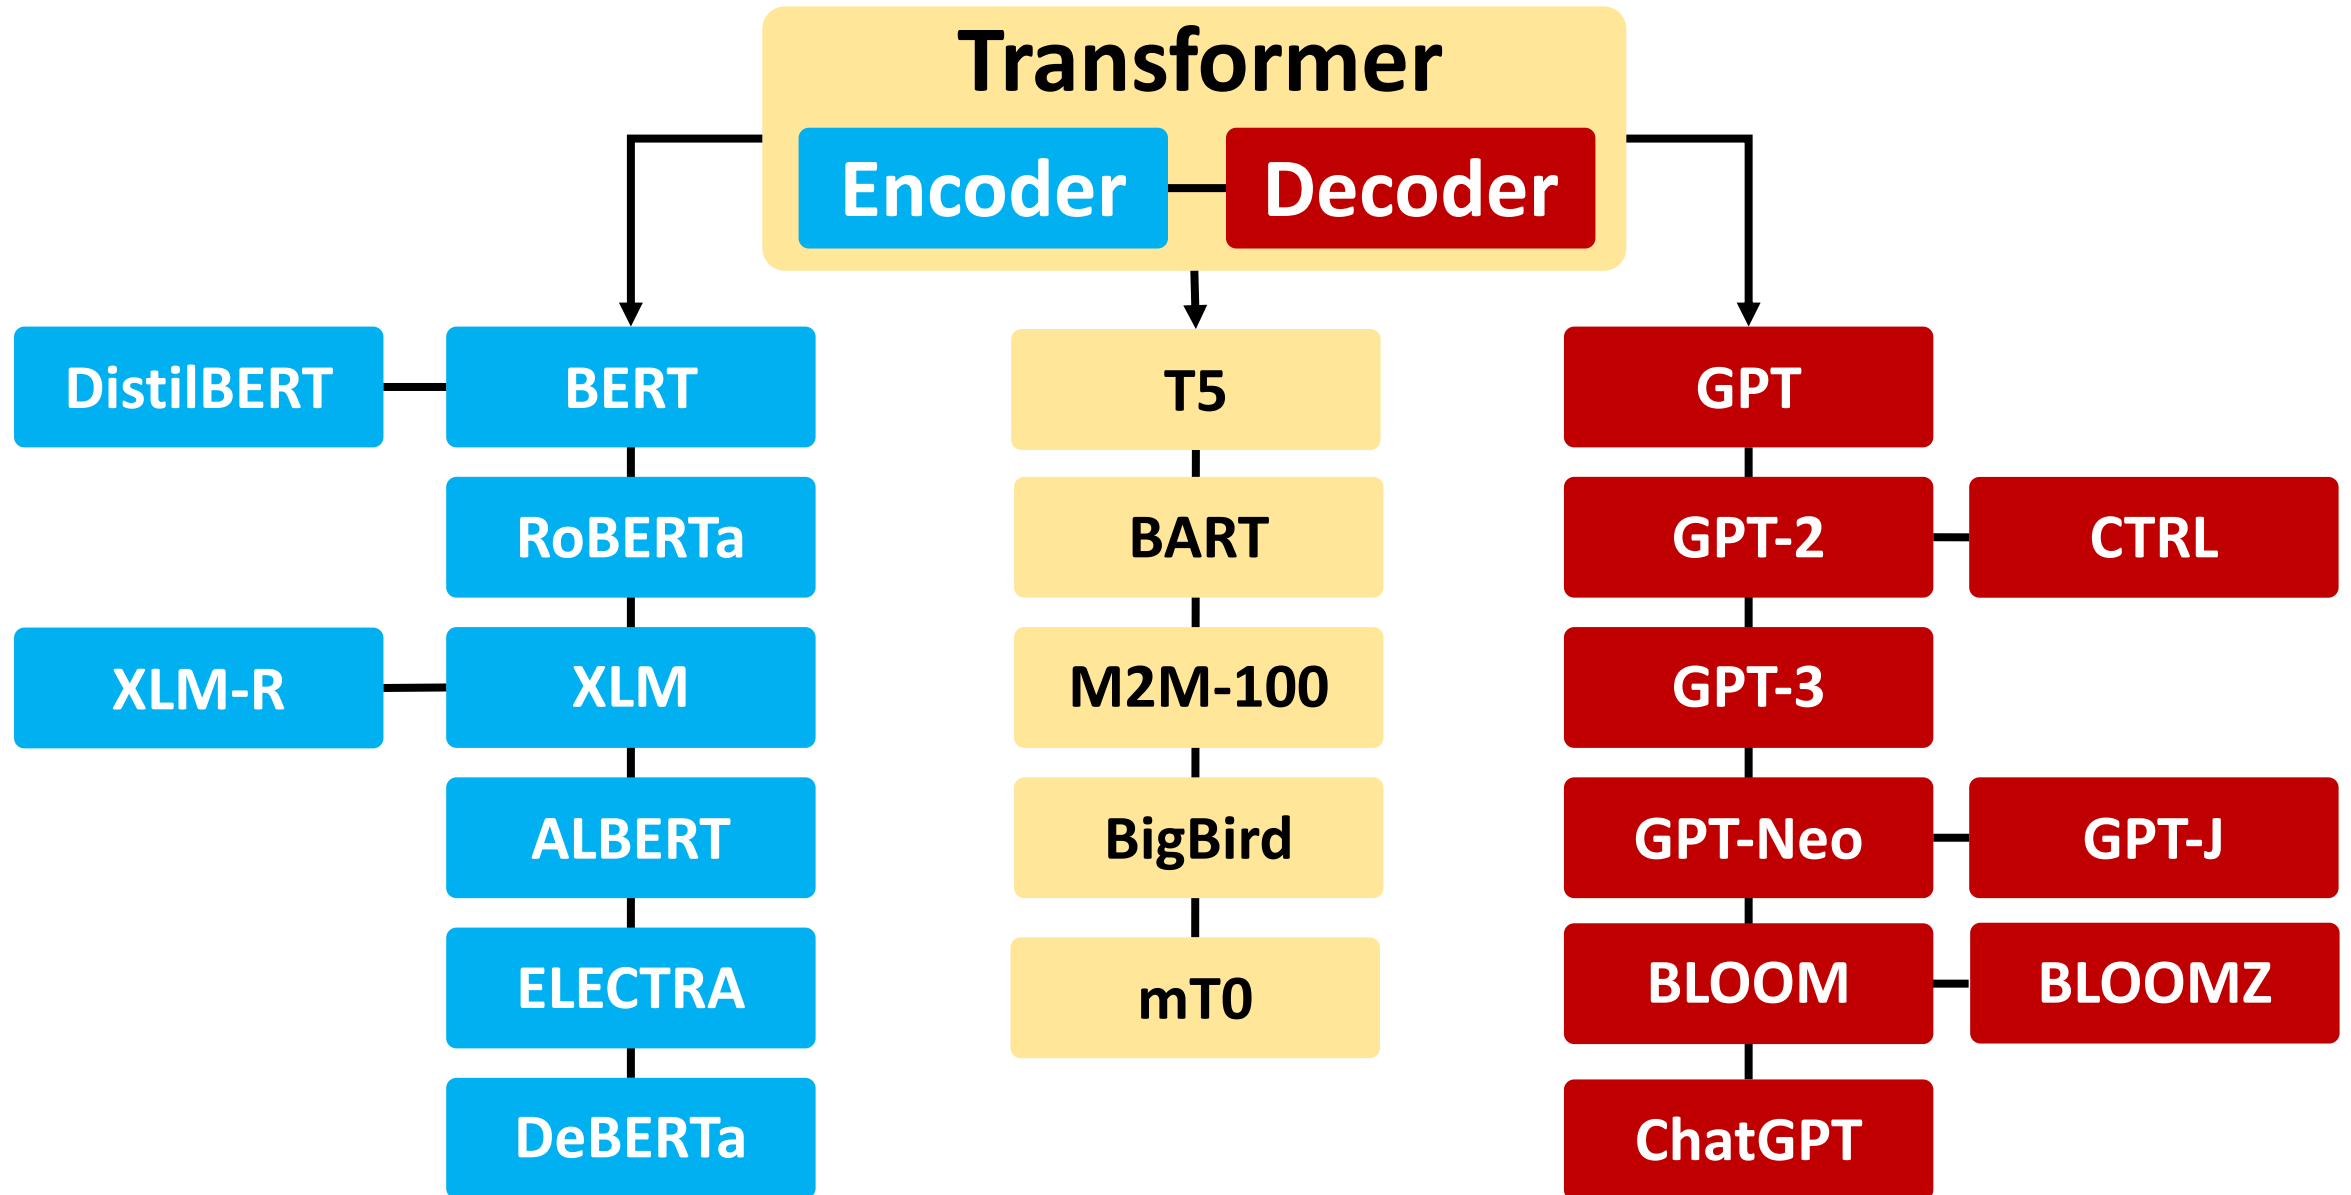 Transformer
Encoder
Decoder
DistilBERT
BERT
T5
GPT
RoBERTa
BART
GPT-2
CTRL
XLM-R
XLM
M2M-100
GPT-3
ALBERT
BigBird
GPT-Neo
GPT-J
ELECTRA
mT0
BLOOM
BLOOMZ
DeBERTa
ChatGPT